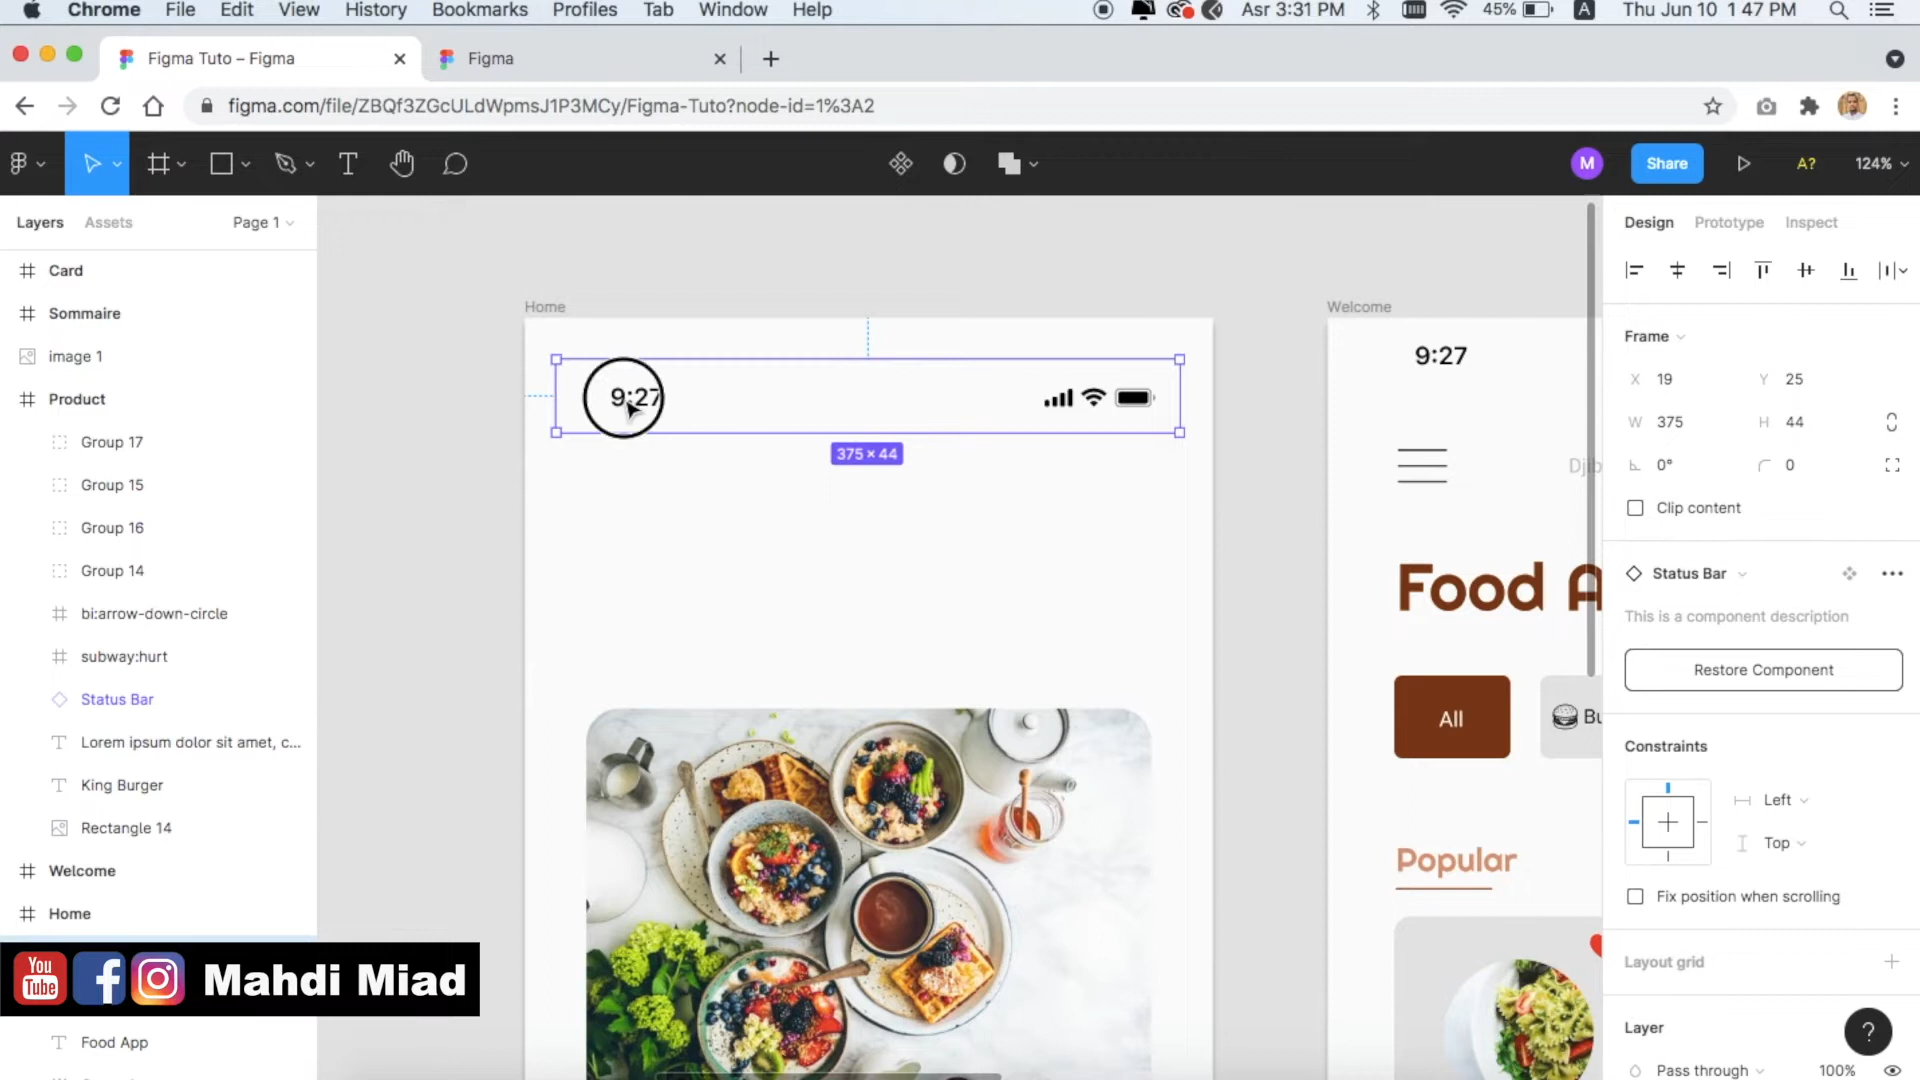 Chrome File Edit View History Bookmarks Profiles Tab Window Help Asr 3:31 PM 45% A Thu Jun 10 1 47 PM
Figma Tuto – Figma Figma
figma.com/file/ZBQf3ZGcULdWpmsJ1P3MCy/Figma-Tuto?node-id=1%3A2
T M Share A? 124%
Layers Assets Page 1
Card
Sommaire
image 1
Product
Group 17
Group 15
Group 16
Group 14
bi:arrow-down-circle
subway:hurt
Status Bar
Lorem ipsum dolor sit amet, c...
King Burger
Rectangle 14
Welcome
Home
You
Tube
Mahdi Miad
Food App
Home
9:27
375 × 44
Welcome
9:27
Djib
Food A
All
Bu
Popular
Design Prototype Inspect
Frame
X 19 Y 25
W 375 H 44
0° 0
Clip content
Status Bar
This is a component description
Restore Component
Constraints
Left
Top
Fix position when scrolling
Layout grid
Layer
?
Pass through 100%